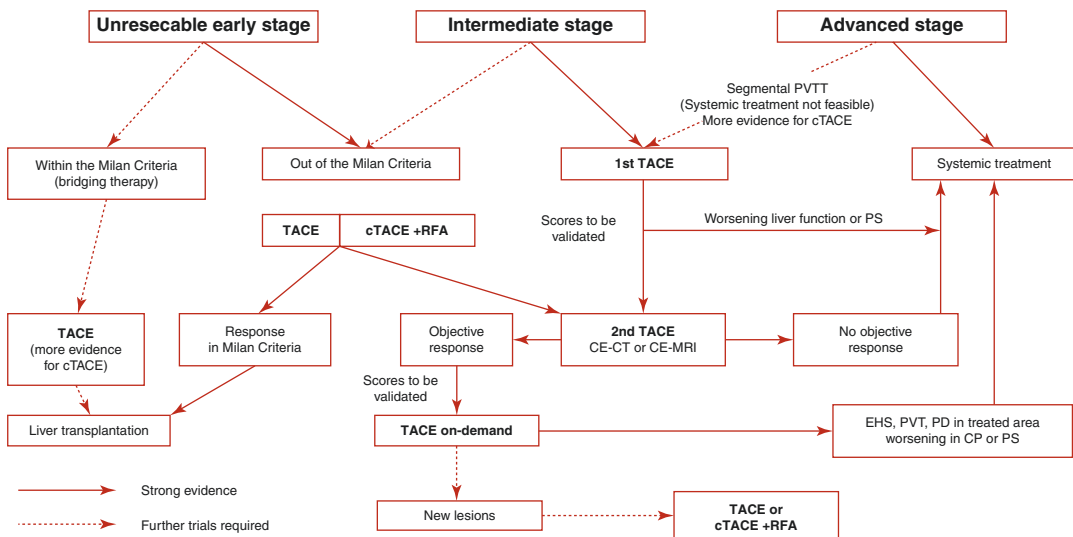 Unresecable early stage
Intermediate stage
Advanced stage
Segmental PVTT
(Systemic treatment not feasible)
More evidence for cTACE
Within the Milan Criteria
(bridging therapy)
Out of the Milan Criteria
1st TACE
Systemic treatment
TACE
cTACE +RFA
Scores to be
validated
Worsening liver function or PS
TACE
(more evidence
for cTACE)
Response
in Milan Criteria
Objective
response
2nd TACE
CE-CT or CE-MRI
No objective
response
Scores to be
validated
Liver transplantation
TACE on-demand
EHS, PVT, PD in treated area
worsening in CP or PS
Strong evidence
Further trials required
New lesions
TACE or
cTACE +RFA